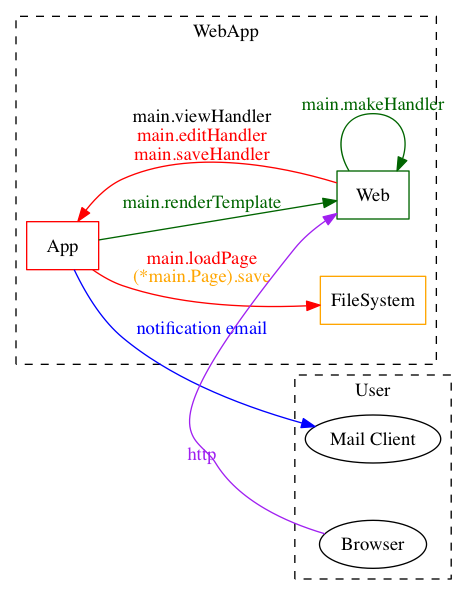 WebApp
main.makeHandler
main.viewHandler
main.editHandler
main.saveHandler
Web
main.renderTemplate
App
main.loadPage
(*main.Page).save
FileSystem
notification email
User
Mail Client
http
Browser